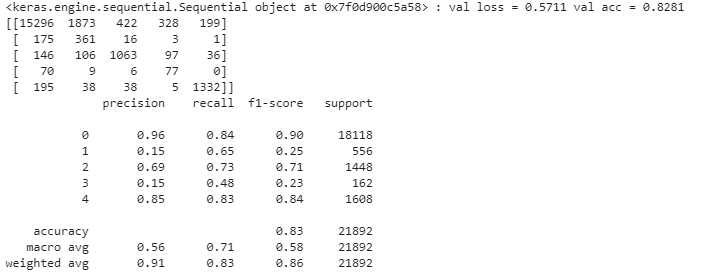 <keras.engine.sequential.Sequential object at 0x7f0d900c5a58> : val loss = 0.5711 val acc = 0.8281
[[15296 1873 422 328 199]
[ 175 361 16 3 1]
[ 146 106 1063 97 36]
[ 70 9 6 77 0]
[ 195 38 38 5 1332]]
precision recall f1-score support
0 0.96 0.84 0.90 18118
1 0.15 0.65 0.25 556
2 0.69 0.73 0.71 1448
3 0.15 0.48 0.23 162
4 0.85 0.83 0.84 1608
accuracy 0.83 21892
macro avg 0.56 0.71 0.58 21892
weighted avg 0.91 0.83 0.86 21892